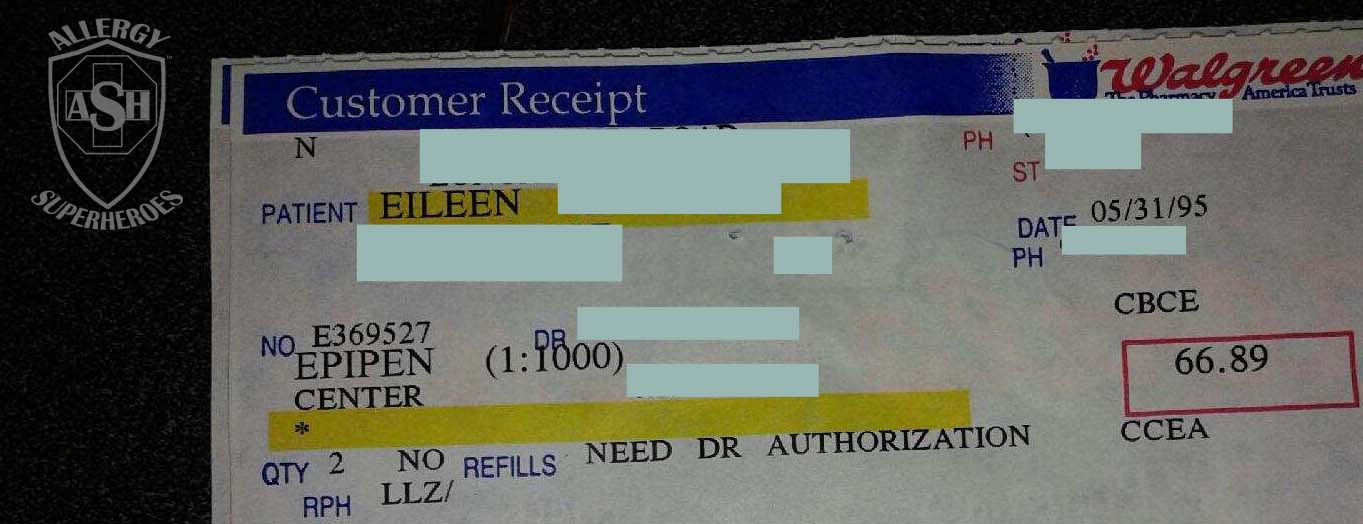 ALLERGY
ASH
SUPERHEROES
Customer Receipt
Walgreen
The Pharmacy America Trusts
N
PH
ST
PATIENT EILEEN
DATE 05/31/95
PH
CBCE
NO E369527 DR
EPIPEN (1:1000)
66.89
CENTER
*
CCEA
QTY 2 NO REFILLS NEED DR AUTHORIZATION
RPH LLZ/